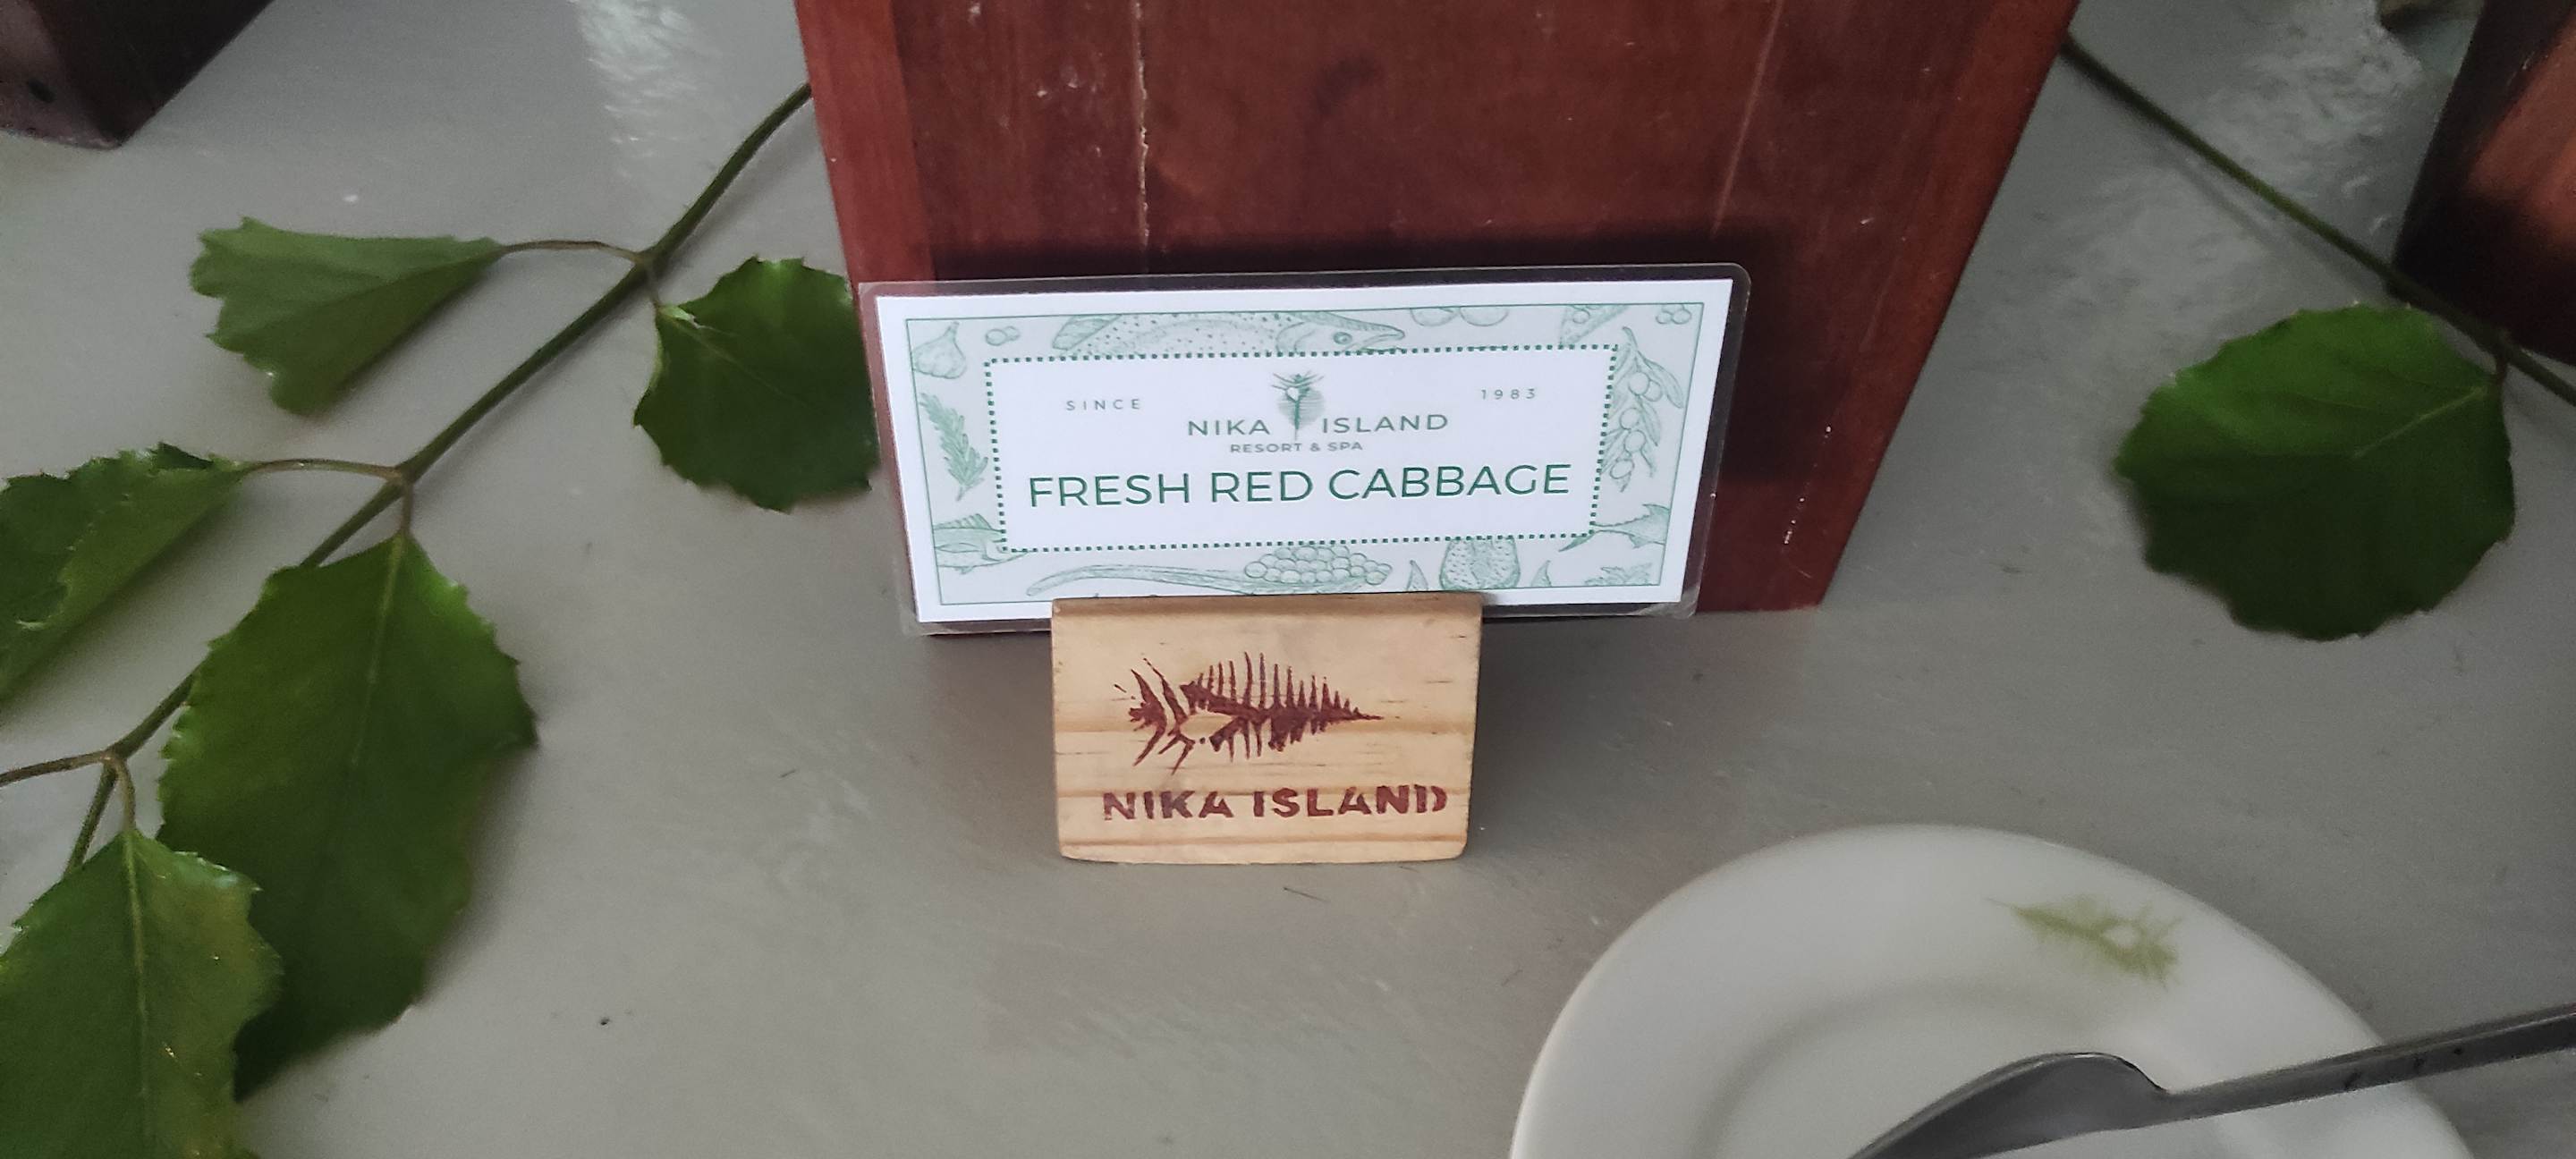 SINCE 1983
NIKA ISLAND
RESORT & SPA
FRESH RED CABBAGE
NIKA ISLAND